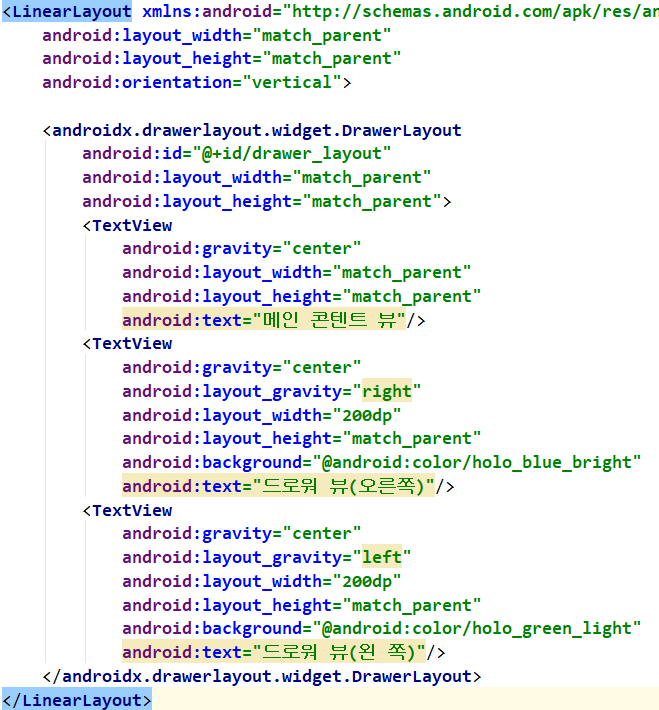 <LinearLayout xmlns:android="http://schemas.android.com/apk/res/an
    android:layout_width="match_parent"
    android:layout_height="match_parent"
    android:orientation="vertical">

    <androidx.drawerlayout.widget.DrawerLayout
        android:id="@+id/drawer_layout"
        android:layout_width="match_parent"
        android:layout_height="match_parent">
        <TextView
            android:gravity="center"
            android:layout_width="match_parent"
            android:layout_height="match_parent"
            android:text="메인 콘텐트 뷰"/>
        <TextView
            android:gravity="center"
            android:layout_gravity="right"
            android:layout_width="200dp"
            android:layout_height="match_parent"
            android:background="@android:color/holo_blue_bright"
            android:text="드로워 뷰(오른쪽)"/>
        <TextView
            android:gravity="center"
            android:layout_gravity="left"
            android:layout_width="200dp"
            android:layout_height="match_parent"
            android:background="@android:color/holo_green_light"
            android:text="드로워 뷰(왼 쪽)"/>
    </androidx.drawerlayout.widget.DrawerLayout>
</LinearLayout>